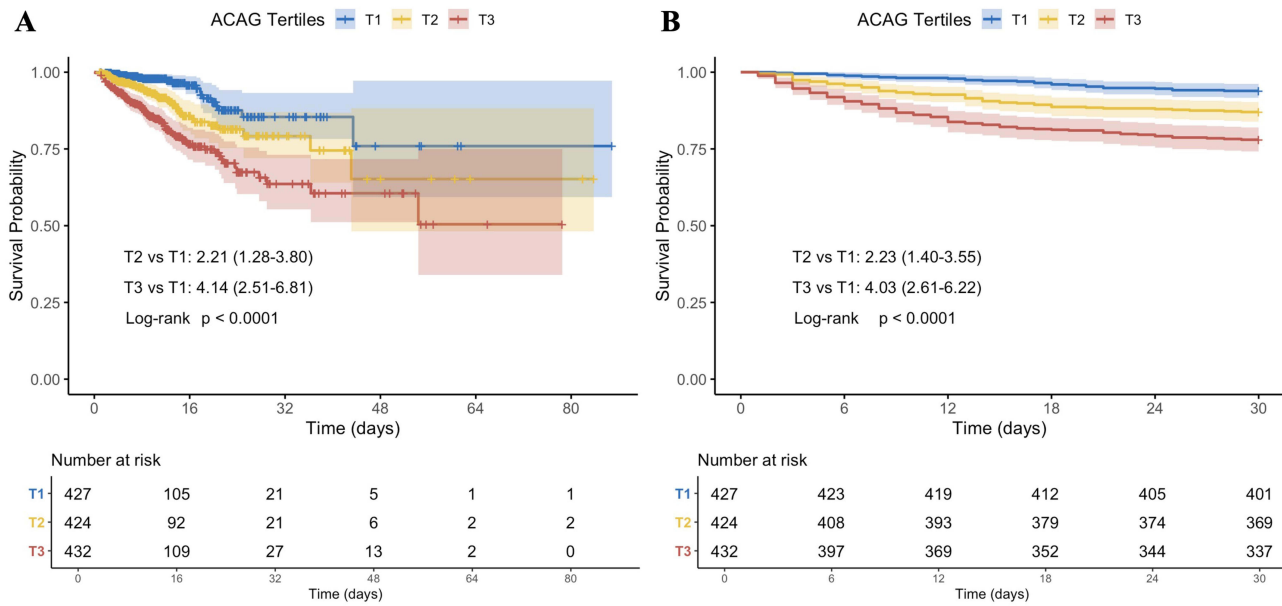 A
ACAG Tertiles T1 T2 T3
Survival Probability
1.00
0.75
0.50
0.25
0.00
T2 vs T1: 2.21 (1.28-3.80)
T3 vs T1: 4.14 (2.51-6.81)
Log-rank p < 0.0001
0 16 32 48 64 80
Time (days)
Number at risk
T1 427 105 21 5 1 1
T2 424 92 21 6 2 2
T3 432 109 27 13 2 0
0 16 32 48 64 80
Time (days)
B
ACAG Tertiles T1 T2 T3
Survival Probability
1.00
0.75
0.50
0.25
0.00
T2 vs T1: 2.23 (1.40-3.55)
T3 vs T1: 4.03 (2.61-6.22)
Log-rank p < 0.0001
0 6 12 18 24 30
Time (days)
Number at risk
T1 427 423 419 412 405 401
T2 424 408 393 379 374 369
T3 432 397 369 352 344 337
0 6 12 18 24 30
Time (days)